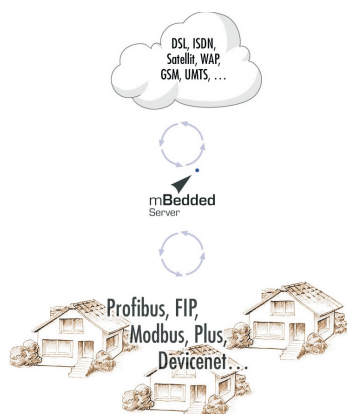 DSL, ISDN,
Satellit, WAP,
GSM, UMTS, ...
mBedded
Server
Profibus, FIP,
Modbus, Plus,
Devicenet...